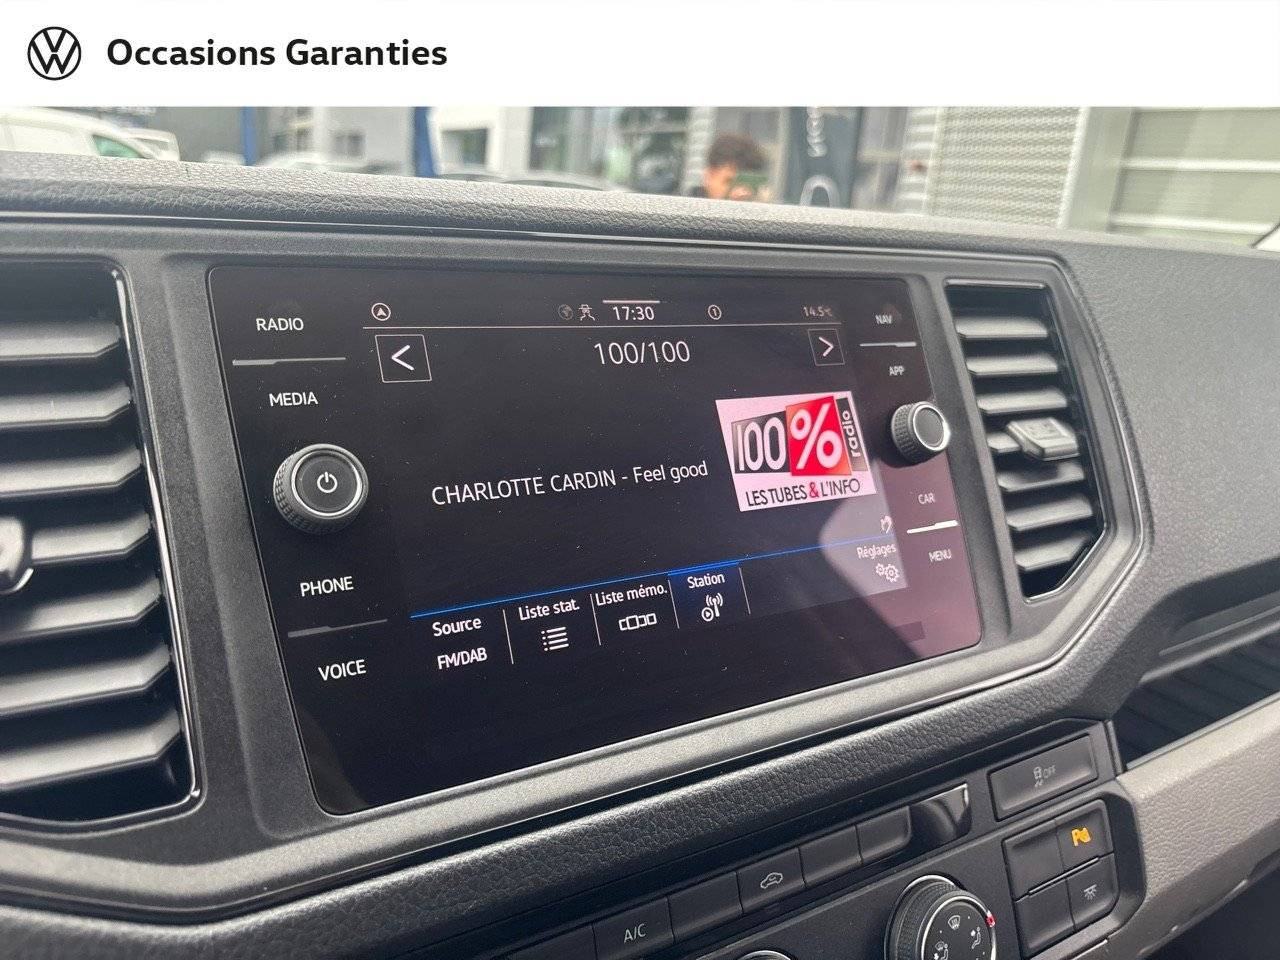 Occasions Garanties
RADIO
MEDIA
PHONE
VOICE
17:30
14.5°C
100/100
CHARLOTTE CARDIN - Feel good
100% radio
LES TUBES & L'INFO
Source
FM/DAB
Liste stat.
Liste mémo.
Station
Réglages
NAV
APP
CAR
MENU
OFF
A/C